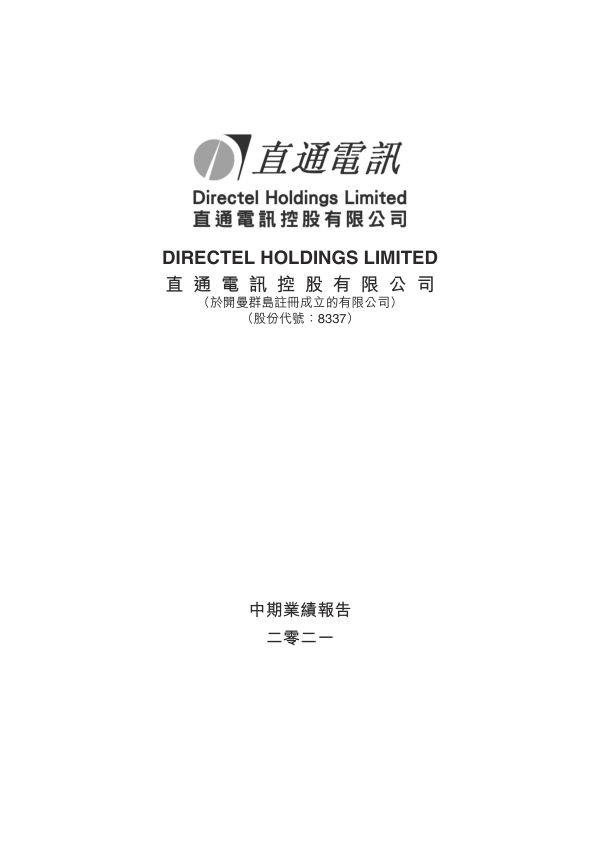 直通電訊
Directel Holdings Limited
直通電訊控股有限公司
DIRECTEL HOLDINGS LIMITED
直通電訊控股有限公司
（於開曼群島註冊成立的有限公司）
（股份代號：8337）
中期業績報告
二零二一